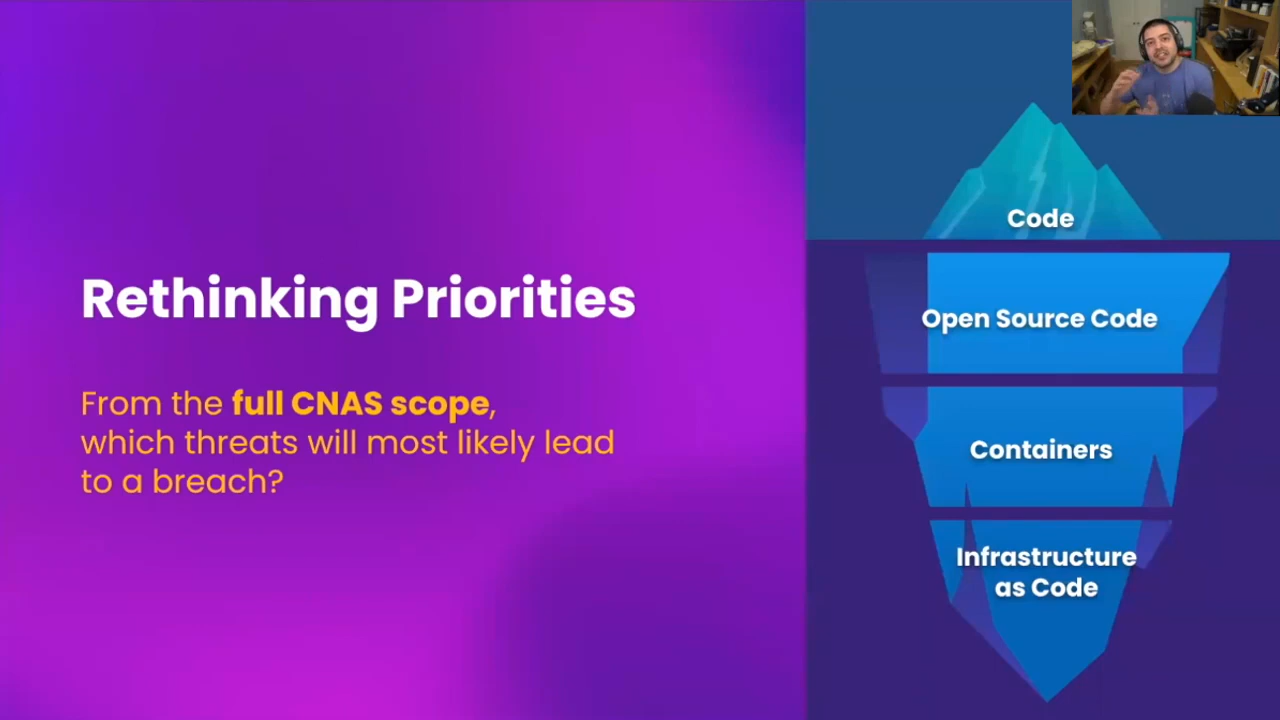 Rethinking Priorities
From the full CNAS scope,
which threats will most likely lead
to a breach?
Code
Open Source Code
Containers
Infrastructure
as Code